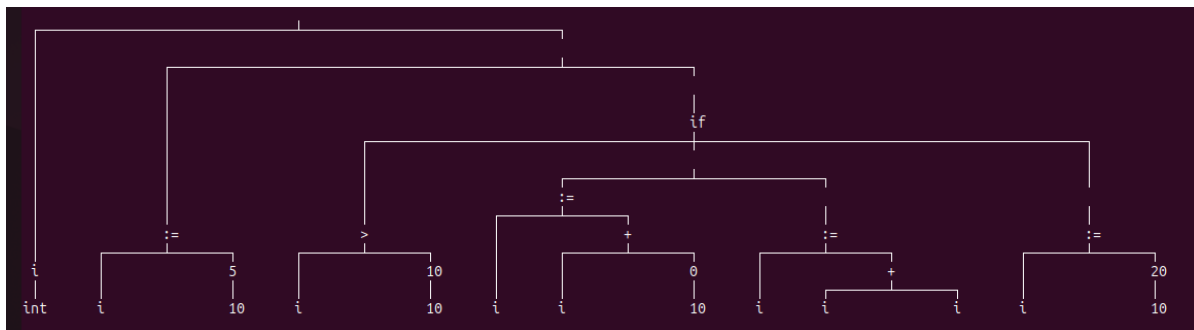 if
:=
:= > + := :=
i 5 10 0 + 20
int i 10 i 10 i i 10 i i i i 10